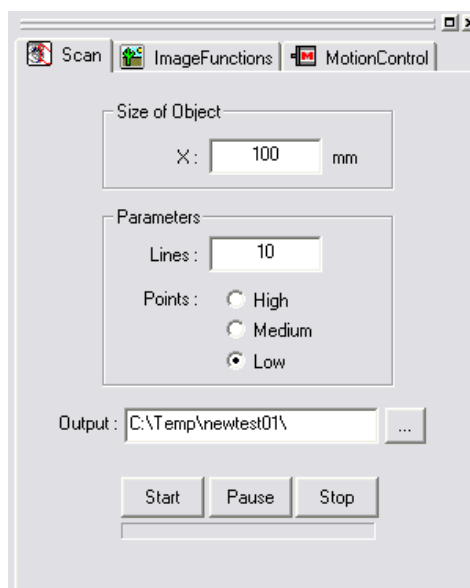 Scan ImageFunctions MotionControl
Size of Object
X : 100 mm
Parameters
Lines : 10
Points : High
Medium
Low
Output : C:\Temp\newtest01\ ...
Start Pause Stop